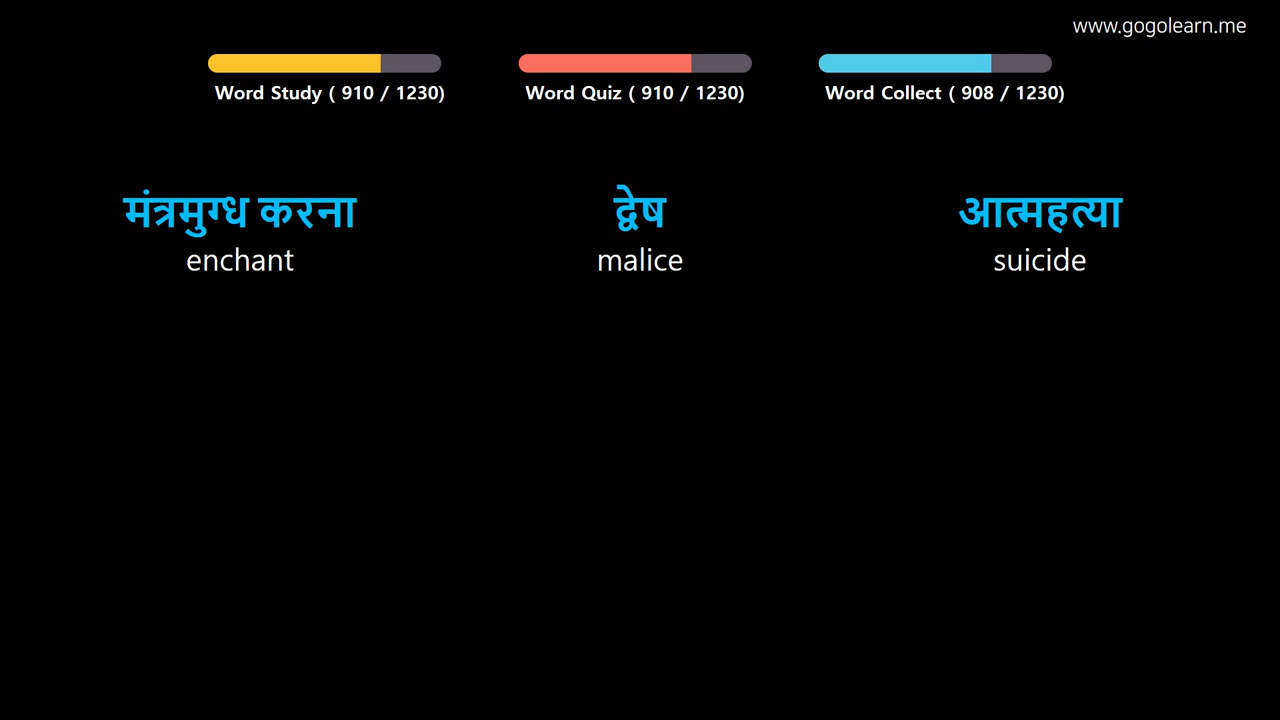 www.gogolearn.me
Word Study ( 910 / 1230)
Word Quiz ( 910 / 1230)
Word Collect ( 908 / 1230)
मंत्रमुग्ध करना
enchant
द्वेष
malice
आत्महत्या
suicide